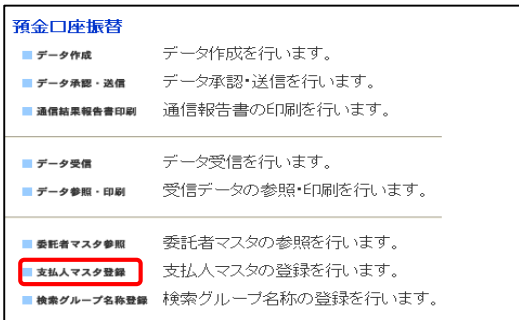 預金口座振替
データ作成 データ作成を行います。
データ承認・送信 データ承認・送信を行います。
通信結果報告書印刷 通信報告書の印刷を行います。
データ受信 データ受信を行います。
データ参照・印刷 受信データの参照・印刷を行います。
委託者マスタ参照 委託者マスタの参照を行います。
支払人マスタ登録 支払人マスタの登録を行います。
検索グループ名称登録 検索グループ名称の登録を行います。